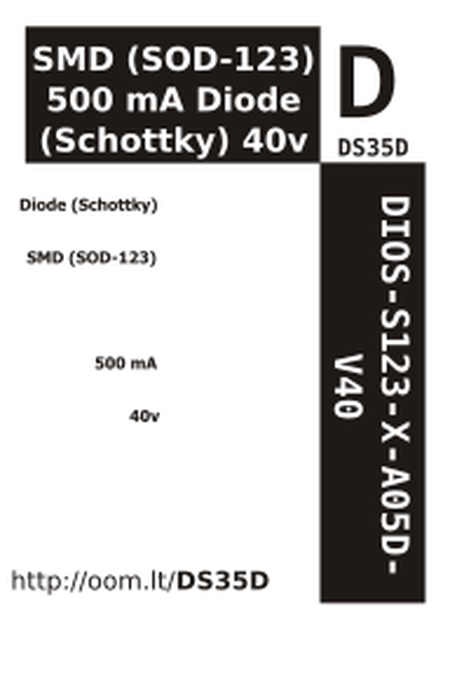 SMD (SOD-123)
500 mA Diode
(Schottky) 40v
D
DS35D
Diode (Schottky)
SMD (SOD-123)
500 mA
40v
DIOS-S123-X-A05D-
V40
http://oom.lt/DS35D